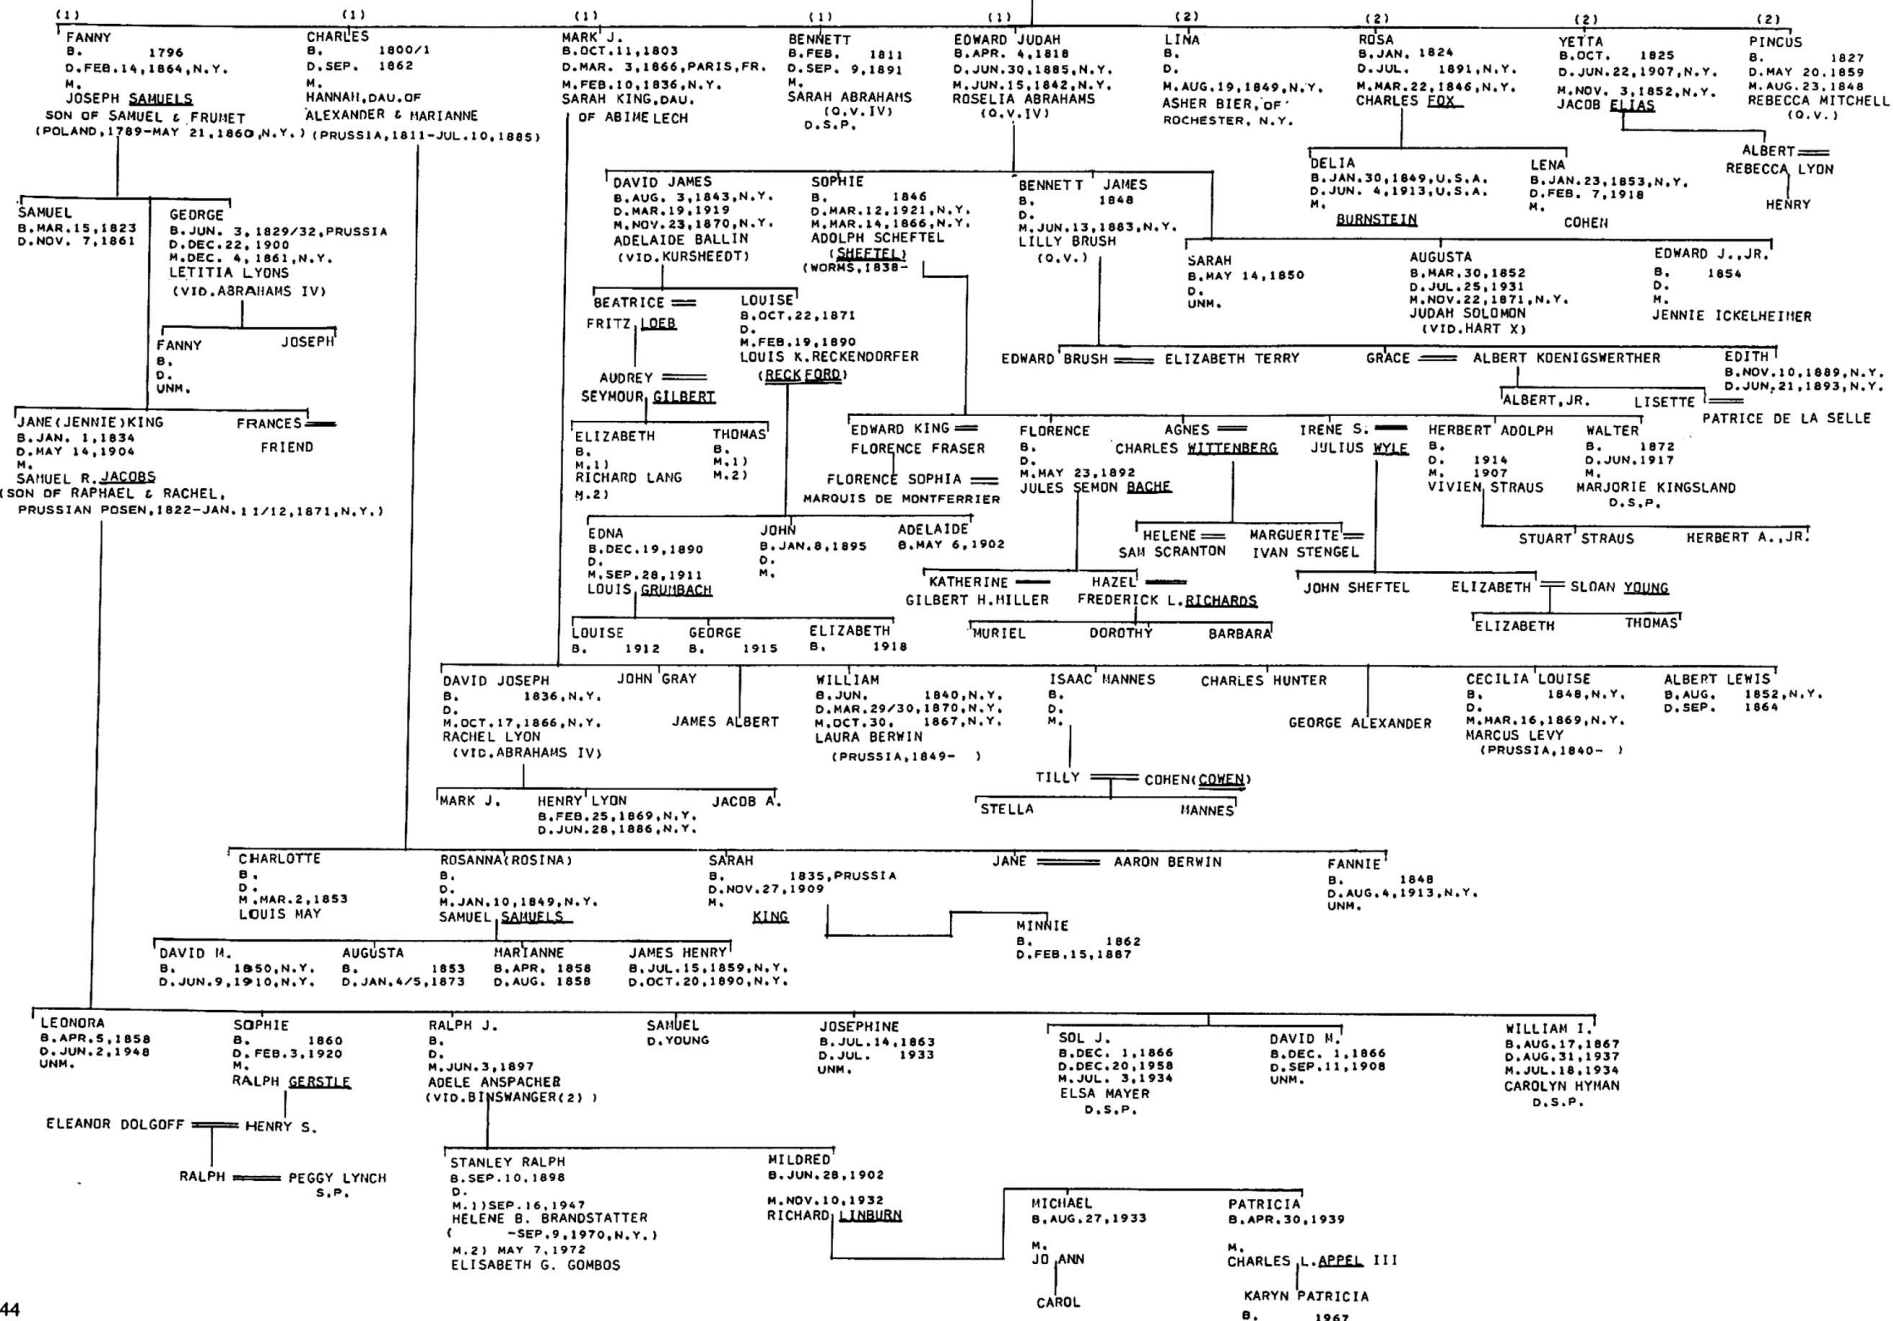 (1) (1) (1) (1) (1) (2) (2) (2) (2)
FANNY
B. 1796
D.FEB.14,1864,N.Y.
M.
JOSEPH SAMUELS
SON OF SAMUEL & FRUMET
(POLAND,1789-MAY 21,1860,N.Y.)
CHARLES
B. 1800/1
D.SEP. 1862
M.
HANNAH,DAU.OF
ALEXANDER & MARIANNE
(PRUSSIA,1811-JUL.10,1885)
MARK J.
B.OCT.11,1803
D.MAR. 3,1866,PARIS,FR.
M.FEB.10,1836,N.Y.
SARAH KING,DAU.
OF ABIMELECH
BENNETT
B.FEB. 1811
D.SEP. 9,1891
M.
SARAH ABRAHAMS
(Q.V.IV)
D.S.P.
EDWARD JUDAH
B.APR. 4,1818
D.JUN.30,1885,N.Y.
M.JUN.15,1842,N.Y.
ROSELIA ABRAHAMS
(Q.V.IV)
LINA
B.
D.
M.AUG.19,1849,N.Y.
ASHER BIER,OF
ROCHESTER, N.Y.
ROSA
B.JAN. 1824
D.JUL. 1891,N.Y.
M.MAR.22,1846,N.Y.
CHARLES FOX
YETTA
B.OCT. 1825
D.JUN.22,1907,N.Y.
M.NOV. 3,1852,N.Y.
JACOB ELIAS
PINCUS
B. 1827
D.MAY 20,1859
M.AUG.23,1848
REBECCA MITCHELL
(Q.V.)
ALBERT
REBECCA LYON
HENRY
DELIA
B.JAN.30,1849,U.S.A.
D.JUN. 4,1913,U.S.A.
M.
BURNSTEIN
LENA
B.JAN.23,1853,N.Y.
D.FEB. 7,1918
M.
COHEN
SAMUEL
B.MAR.15,1823
D.NOV. 7,1861
GEORGE
B.JUN. 3,1829/32,PRUSSIA
D.DEC.22, 1900
M.DEC. 4,1861,N.Y.
LETITIA LYONS
(VID.ABRAHAMS IV)
DAVID JAMES
B.AUG. 3,1843,N.Y.
D.MAR.19,1919
M.NOV.23,1870,N.Y.
ADELAIDE BALLIN
(VID.KURSHEEDT)
SOPHIE
B. 1846
D.MAR.12,1921,N.Y.
M.MAR.14,1866,N.Y.
ADOLPH SCHEFTEL
(SHEFTEL)
(WORMS,1838-
BENNETT JAMES
B. 1848
D.
M.JUN.13,1883,N.Y.
LILLY BRUSH
(Q.V.)
SARAH
B.MAY 14,1850
D.
UNM.
AUGUSTA
B.MAR.30,1852
D.JUL.25,1931
M.NOV.22,1871,N.Y.
JUDAH SOLOMON
(VID.HART X)
EDWARD J.,JR.
B. 1854
D.
M.
JENNIE ICKELHEIMER
FANNY
B.
D.
UNM.
JOSEPH
BEATRICE
FRITZ LOEB
LOUISE
B.OCT.22,1871
D.
M.FEB.19,1890
LOUIS K.RECKENDORFER
(RECKFORD)
EDWARD BRUSH ELIZABETH TERRY
GRACE ALBERT KOENIGSWERTHER
EDITH
B.NOV.10,1889,N.Y.
D.JUN.21,1893,N.Y.
AUDREY
SEYMOUR GILBERT
ALBERT,JR.
LISETTE
PATRICE DE LA SELLE
JANE(JENNIE)KING
B.JAN. 1,1834
D.MAY 14,1904
M.
SAMUEL R.JACOBS
(SON OF RAPHAEL & RACHEL,
PRUSSIAN POSEN,1822-JAN.11/12,1871,N.Y.)
FRANCES
FRIEND
ELIZABETH
B.
M.1)
RICHARD LANG
M.2)
THOMAS
B.
M.1)
M.2)
EDWARD KING
FLORENCE FRASER
FLORENCE SOPHIA
MARQUIS DE MONTFERRIER
FLORENCE
B.
D.
M.MAY 23,1892
JULES SEMON BACHE
AGNES
CHARLES WITTENBERG
IRENE S.
JULIUS WYLE
HERBERT ADOLPH
B.
D. 1914
M. 1907
VIVIEN STRAUS
WALTER
B. 1872
D.JUN.1917
M.
MARJORIE KINGSLAND
D.S.P.
EDNA
B.DEC.19,1890
D.
M.SEP.28,1911
LOUIS GRUMBACH
JOHN
B.JAN.8,1895
D.
M.
ADELAIDE
B.MAY 6,1902
HELENE
SAM SCRANTON
MARGUERITE
IVAN STENGEL
STUART STRAUS
HERBERT A.,JR.
KATHERINE
GILBERT H.MILLER
HAZEL
FREDERICK L.RICHARDS
JOHN SHEFTEL
ELIZABETH SLOAN YOUNG
LOUISE
B. 1912
GEORGE
B. 1915
ELIZABETH
B. 1918
MURIEL
DOROTHY
BARBARA
ELIZABETH
THOMAS
DAVID JOSEPH
B. 1836,N.Y.
D.
M.OCT.17,1866,N.Y.
RACHEL LYON
(VID.ABRAHAMS IV)
JOHN GRAY
JAMES ALBERT
WILLIAM
B.JUN. 1840,N.Y.
D.MAR.29/30,1870,N.Y.
M.OCT.30, 1867,N.Y.
LAURA BERWIN
(PRUSSIA,1849- )
ISAAC MANNES
B.
D.
M.
CHARLES HUNTER
GEORGE ALEXANDER
CECILIA LOUISE
B. 1848,N.Y.
D.
M.MAR.16,1869,N.Y.
MARCUS LEVY
(PRUSSIA,1840- )
ALBERT LEWIS
B.AUG. 1852,N.Y.
D.SEP. 1864
TILLY COHEN(COWEN)
STELLA
MANNES
MARK J.
HENRY LYON
B.FEB.25,1869,N.Y.
D.JUN.28,1886,N.Y.
JACOB A.
CHARLOTTE
B.
D.
M.MAR.2,1853
LOUIS MAY
ROSANNA(ROSINA)
B.
D.
M.JAN.10,1849,N.Y.
SAMUEL SAMUELS
SARAH
B. 1835,PRUSSIA
D.NOV.27,1909
M.
KING
JANE AARON BERWIN
FANNIE
B. 1848
D.AUG.4,1913,N.Y.
UNM.
MINNIE
B. 1862
D.FEB.15,1887
DAVID M.
B. 1850,N.Y.
D.JUN.9,1910,N.Y.
AUGUSTA
B. 1853
D.JAN.4/5,1873
MARIANNE
B.APR. 1858
D.AUG. 1858
JAMES HENRY
B.JUL.15,1859,N.Y.
D.OCT.20,1890,N.Y.
LEONORA
B.APR.5,1858
D.JUN.2,1948
UNM.
SOPHIE
B. 1860
D.FEB.3,1920
M.
RALPH GERSTLE
RALPH J.
B.
D.
M.JUN.3,1897
ADELE ANSPACHER
(VID.BINSWANGER(2) )
SAMUEL
D.YOUNG
JOSEPHINE
B.JUL.14,1863
D.JUL. 1933
UNM.
SOL J.
B.DEC. 1,1866
D.DEC.20,1958
M.JUL. 3,1934
ELSA MAYER
D.S.P.
DAVID M.
B.DEC. 1,1866
D.SEP.11,1908
UNM.
WILLIAM I.
B.AUG.17,1867
D.AUG.31,1937
M.JUL.18,1934
CAROLYN HYMAN
D.S.P.
ELEANOR DOLGOFF HENRY S.
RALPH PEGGY LYNCH
S.P.
STANLEY RALPH
B.SEP.10,1898
D.
M.1)SEP.16,1947
HELENE B. BRANDSTATTER
( -SEP.9,1970,N.Y.)
M.2) MAY 7,1972
ELISABETH G. GOMBOS
MILDRED
B.JUN.28,1902
M.NOV.10,1932
RICHARD LINBURN
MICHAEL
B.AUG.27,1933
M.
JO ANN
CAROL
PATRICIA
B.APR.30,1939
M.
CHARLES L.APPEL III
KARYN PATRICIA
B. 1967
44